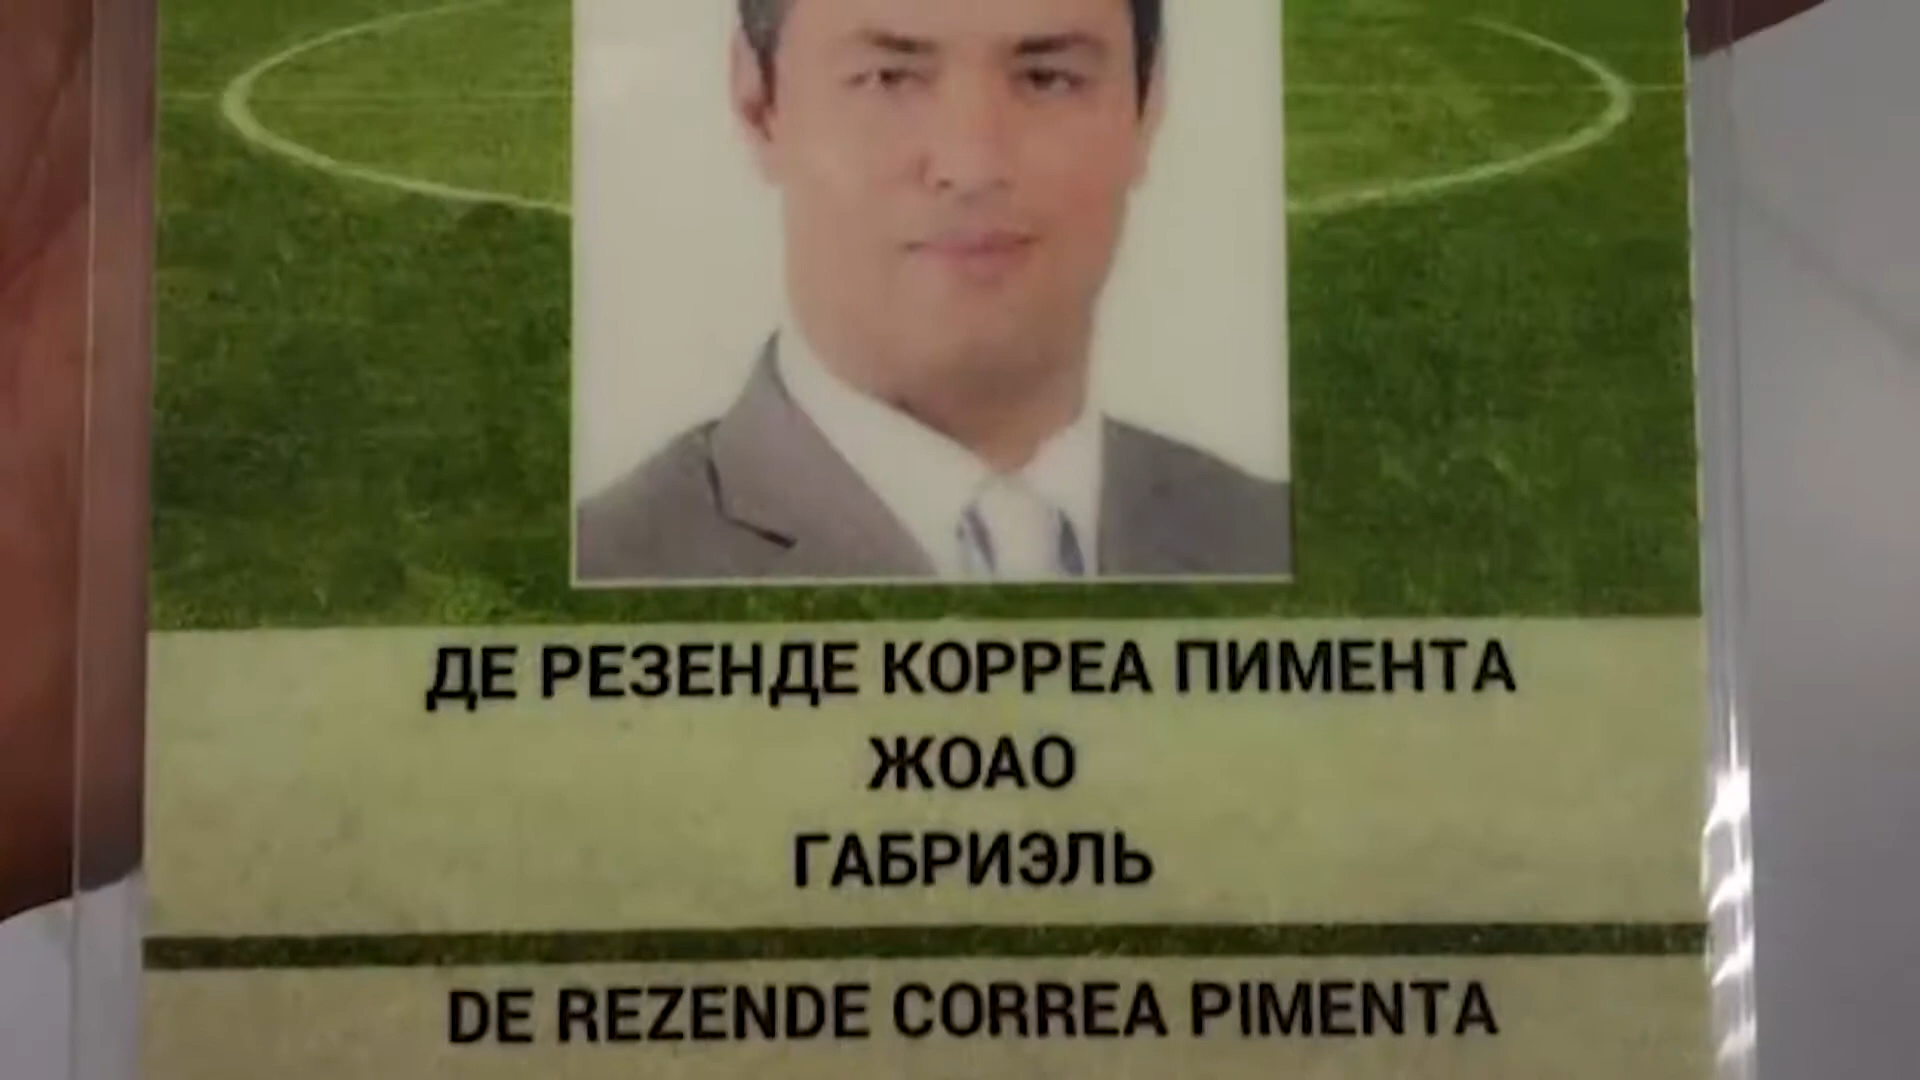 ДЕ РЕЗЕНДЕ КОРРЕА ПИМЕНТА
ЖОАО
ГАБРИЭЛЬ
DE REZENDE CORREA PIMENTA